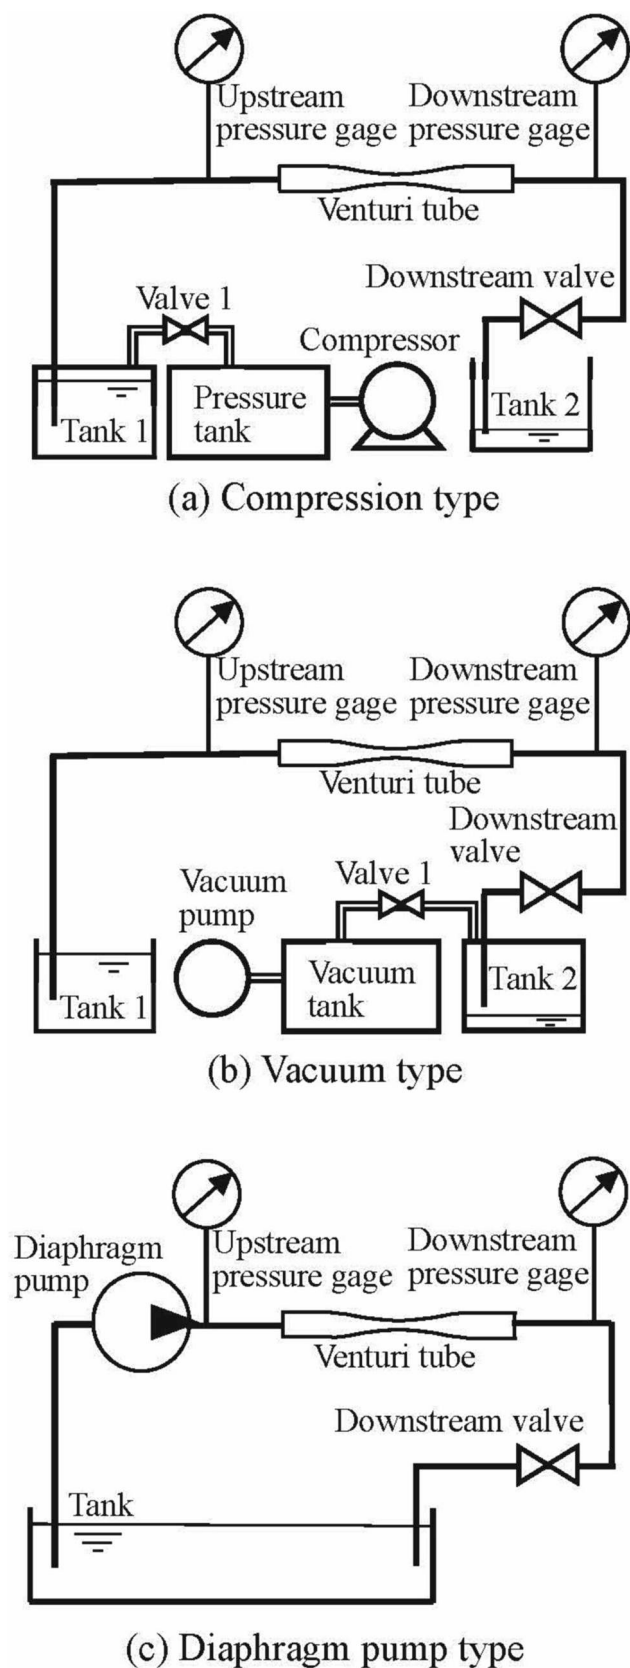 Upstream
pressure gage
Downstream
pressure gage
Venturi tube
Downstream valve
Valve 1
Compressor
Tank 1
Pressure
tank
Tank 2
(a) Compression type
Upstream
pressure gage
Downstream
pressure gage
Venturi tube
Downstream
valve
Valve 1
Vacuum
pump
Tank 1
Vacuum
tank
Tank 2
(b) Vacuum type
Diaphragm
pump
Upstream
pressure gage
Downstream
pressure gage
Venturi tube
Downstream valve
Tank
(c) Diaphragm pump type